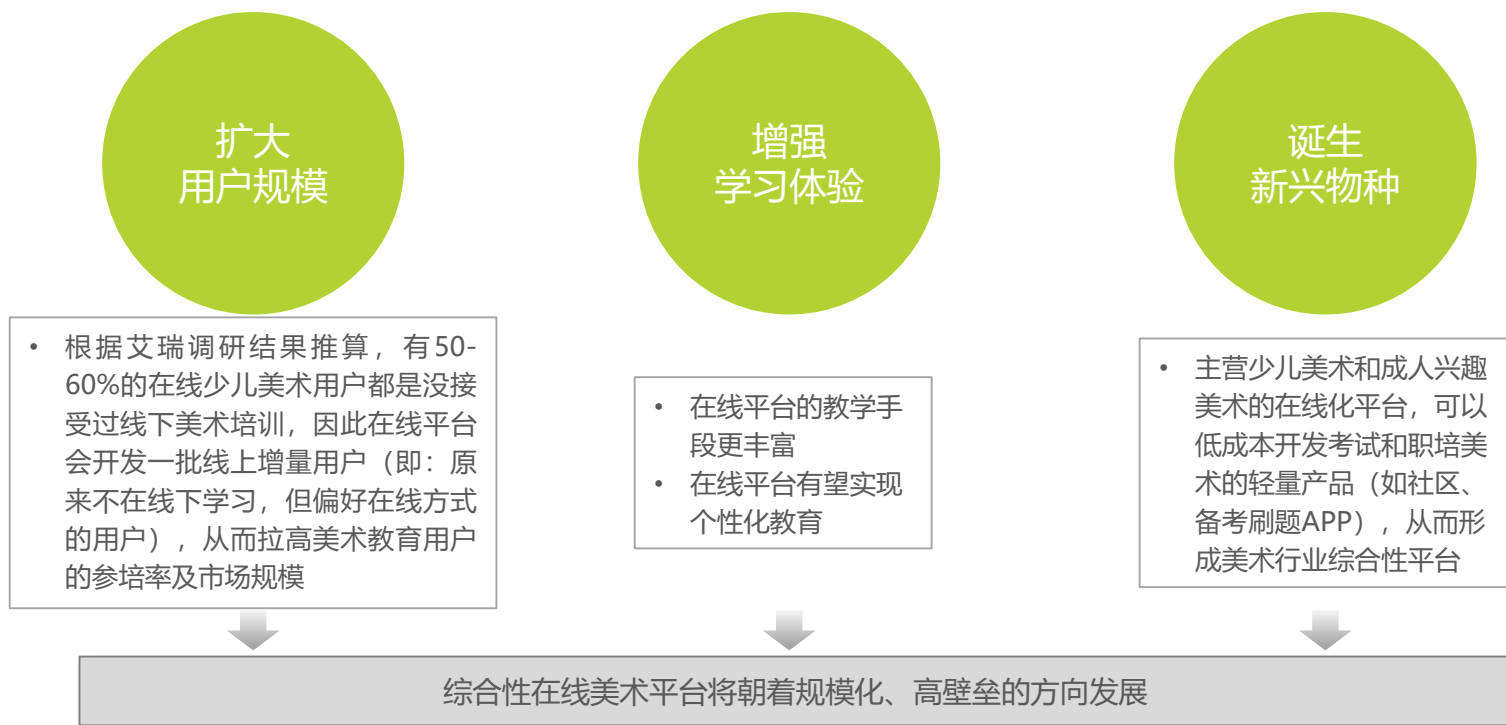 扩大
用户规模
增强
学习体验
诞生
新兴物种
• 根据艾瑞调研结果推算，有50-
60%的在线少儿美术用户都是没接
受过线下美术培训，因此在线平台
会开发一批线上增量用户（即：原
来不在线下学习，但偏好在线方式
的用户），从而拉高美术教育用户
的参培率及市场规模
• 在线平台的教学手
段更丰富
• 在线平台有望实现
个性化教育
• 主营少儿美术和成人兴趣
美术的在线化平台，可以
低成本开发考试和职培美
术的轻量产品（如社区、
备考刷题APP），从而形
成美术行业综合性平台
综合性在线美术平台将朝着规模化、高壁垒的方向发展